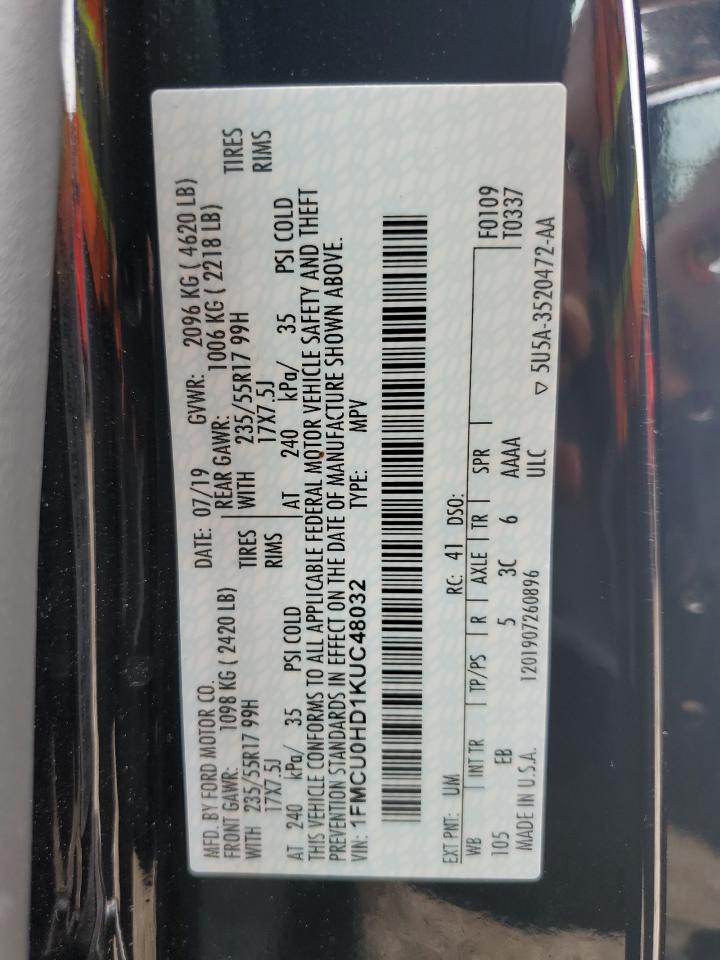 MFD. BY FORD MOTOR CO. DATE: 07/19 GVWR: 2096 KG ( 4620 LB)
FRONT GAWR: 1098 KG ( 2420 LB) REAR GAWR: 1006 KG ( 2218 LB)
WITH 235/55R17 99H TIRES WITH 235/55R17 99H TIRES
17X7.5J RIMS 17X7.5J RIMS
AT 240 kPa/ 35 PSI COLD AT 240 kPa/ 35 PSI COLD
THIS VEHICLE CONFORMS TO ALL APPLICABLE FEDERAL MOTOR VEHICLE SAFETY AND THEFT
PREVENTION STANDARDS IN EFFECT ON THE DATE OF MANUFACTURE SHOWN ABOVE.
VIN: 1FMCU0HD1KUC48032 TYPE: MPV
EXT PNT: UM RC: 41 DSO:
WB INT TR TP/PS R AXLE TR SPR F0109
105 EB 5 3C 6 AAAA T0337
MADE IN U.S.A. 1201907260896 ULC ▽ 5U5A-3520472-AA